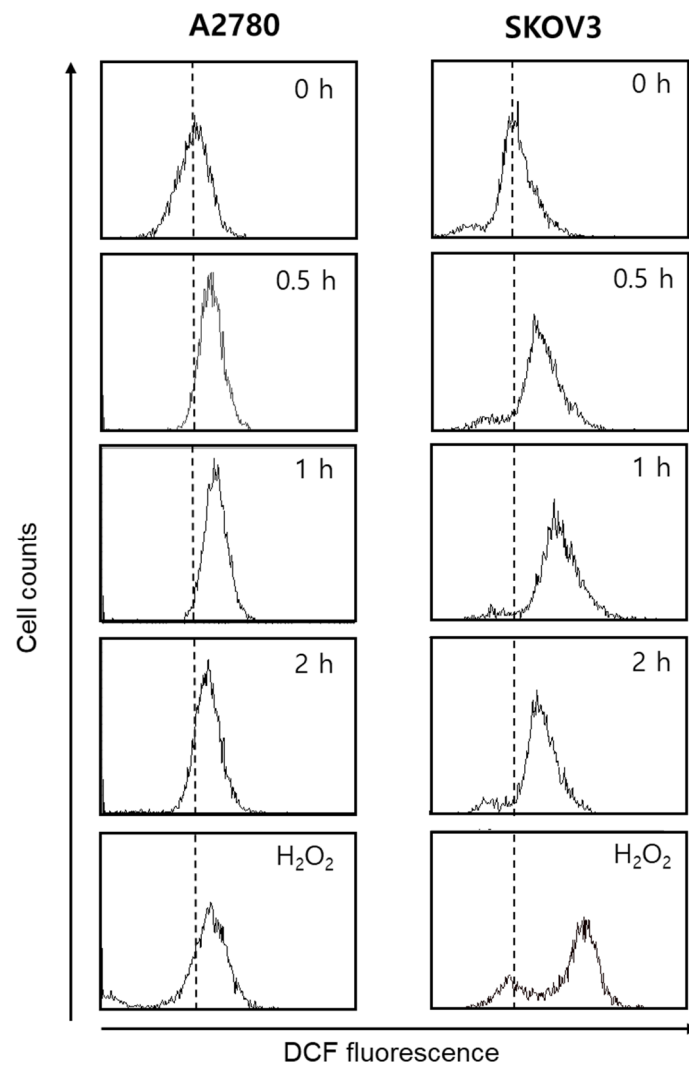 A2780
SKOV3
0 h
0 h
0.5 h
0.5 h
1 h
1 h
2 h
2 h
H₂O₂
H₂O₂
Cell counts
DCF fluorescence